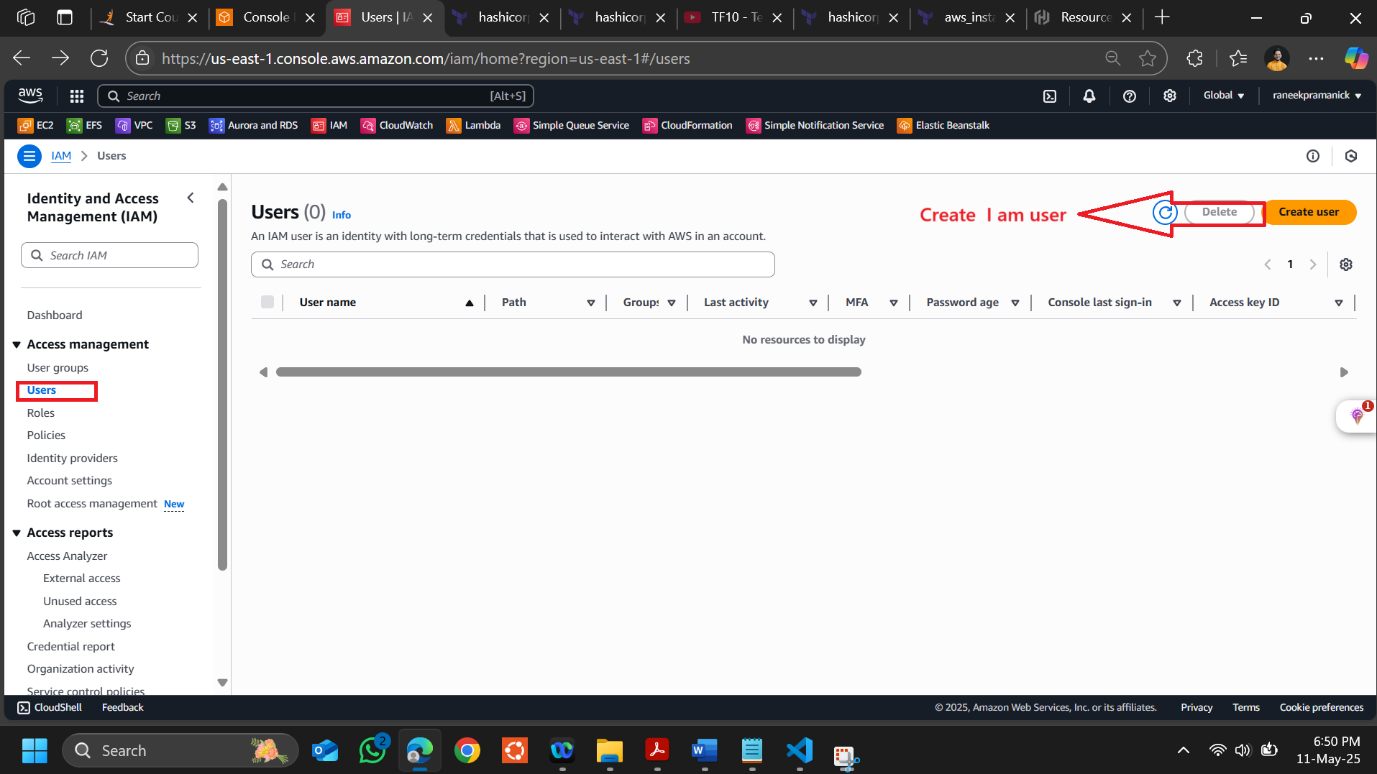 Start Cou
Console
Users | IA
hashicor
hashicor
TF10 - Te
hashicor
aws_inst
Resource
https://us-east-1.console.aws.amazon.com/iam/home?region=us-east-1#/users
aws
Search
[Alt+S]
Global
raneekpramanick
EC2
EFS
VPC
S3
Aurora and RDS
IAM
CloudWatch
Lambda
Simple Queue Service
CloudFormation
Simple Notification Service
Elastic Beanstalk
IAM
Users
Identity and Access
Management (IAM)
Search IAM
Dashboard
Access management
User groups
Users
Roles
Policies
Identity providers
Account settings
Root access management New
Access reports
Access Analyzer
External access
Unused access
Analyzer settings
Credential report
Organization activity
Service control policies
Users (0) Info
An IAM user is an identity with long-term credentials that is used to interact with AWS in an account.
Create I am user
Delete
Create user
Search
1
User name
Path
Groups
Last activity
MFA
Password age
Console last sign-in
Access key ID
No resources to display
1
CloudShell
Feedback
© 2025, Amazon Web Services, Inc. or its affiliates.
Privacy
Terms
Cookie preferences
Search
2
6:50 PM
11-May-25